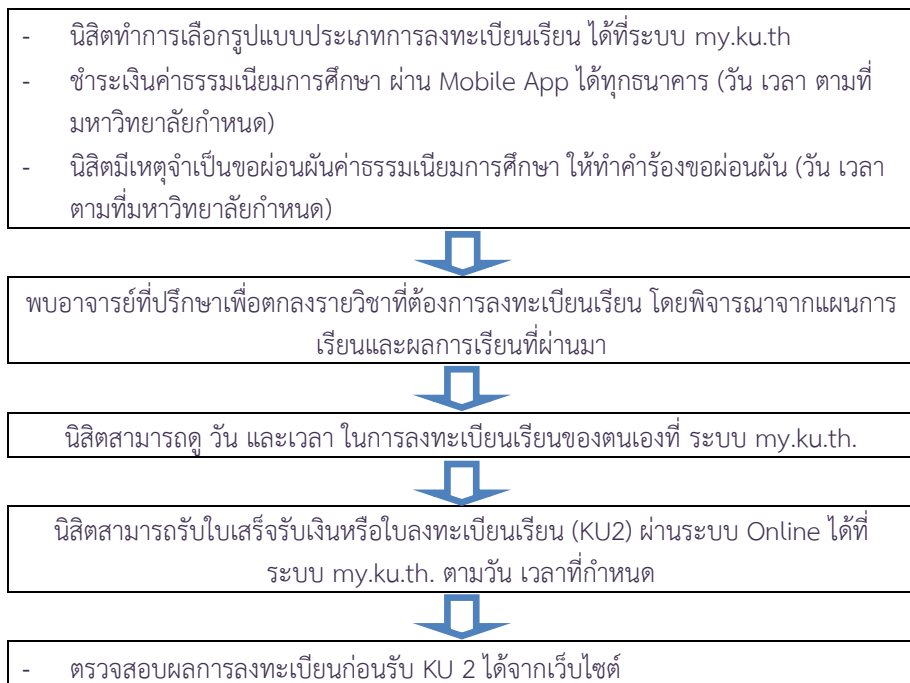 - นิสิตทำการเลือกรูปแบบประเภทการลงทะเบียนเรียน ได้ที่ระบบ my.ku.th
- ชำระเงินค่าธรรมเนียมการศึกษา ผ่าน Mobile App ได้ทุกธนาคาร (วัน เวลา ตามที่
มหาวิทยาลัยกำหนด)
- นิสิตมีเหตุจำเป็นขอผ่อนผันค่าธรรมเนียมการศึกษา ให้ทำคำร้องขอผ่อนผัน (วัน เวลา
ตามที่มหาวิทยาลัยกำหนด)
พบอาจารย์ที่ปรึกษาเพื่อตกลงรายวิชาที่ต้องการลงทะเบียนเรียน โดยพิจารณาจากแผนการ
เรียนและผลการเรียนที่ผ่านมา
นิสิตสามารถดู วัน และเวลา ในการลงทะเบียนเรียนของตนเองที่ ระบบ my.ku.th.
นิสิตสามารถรับใบเสร็จรับเงินหรือใบลงทะเบียนเรียน (KU2) ผ่านระบบ Online ได้ที่
ระบบ my.ku.th. ตามวัน เวลาที่กำหนด
- ตรวจสอบผลการลงทะเบียนก่อนรับ KU 2 ได้จากเว็บไซต์